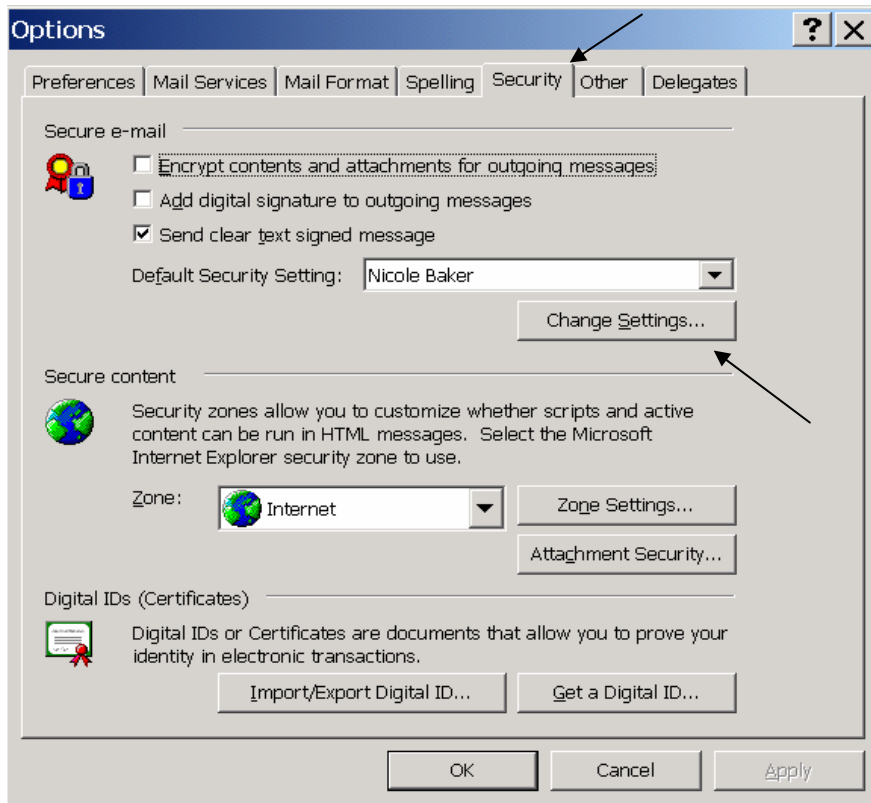 Options
Preferences Mail Services Mail Format Spelling Security Other Delegates
Secure e-mail
Encrypt contents and attachments for outgoing messages
Add digital signature to outgoing messages
Send clear text signed message
Default Security Setting: Nicole Baker
Change Settings...
Secure content
Security zones allow you to customize whether scripts and active
content can be run in HTML messages. Select the Microsoft
Internet Explorer security zone to use.
Zone: Internet Zone Settings...
Attachment Security...
Digital IDs (Certificates)
Digital IDs or Certificates are documents that allow you to prove your
identity in electronic transactions.
Import/Export Digital ID... Get a Digital ID...
OK Cancel Apply